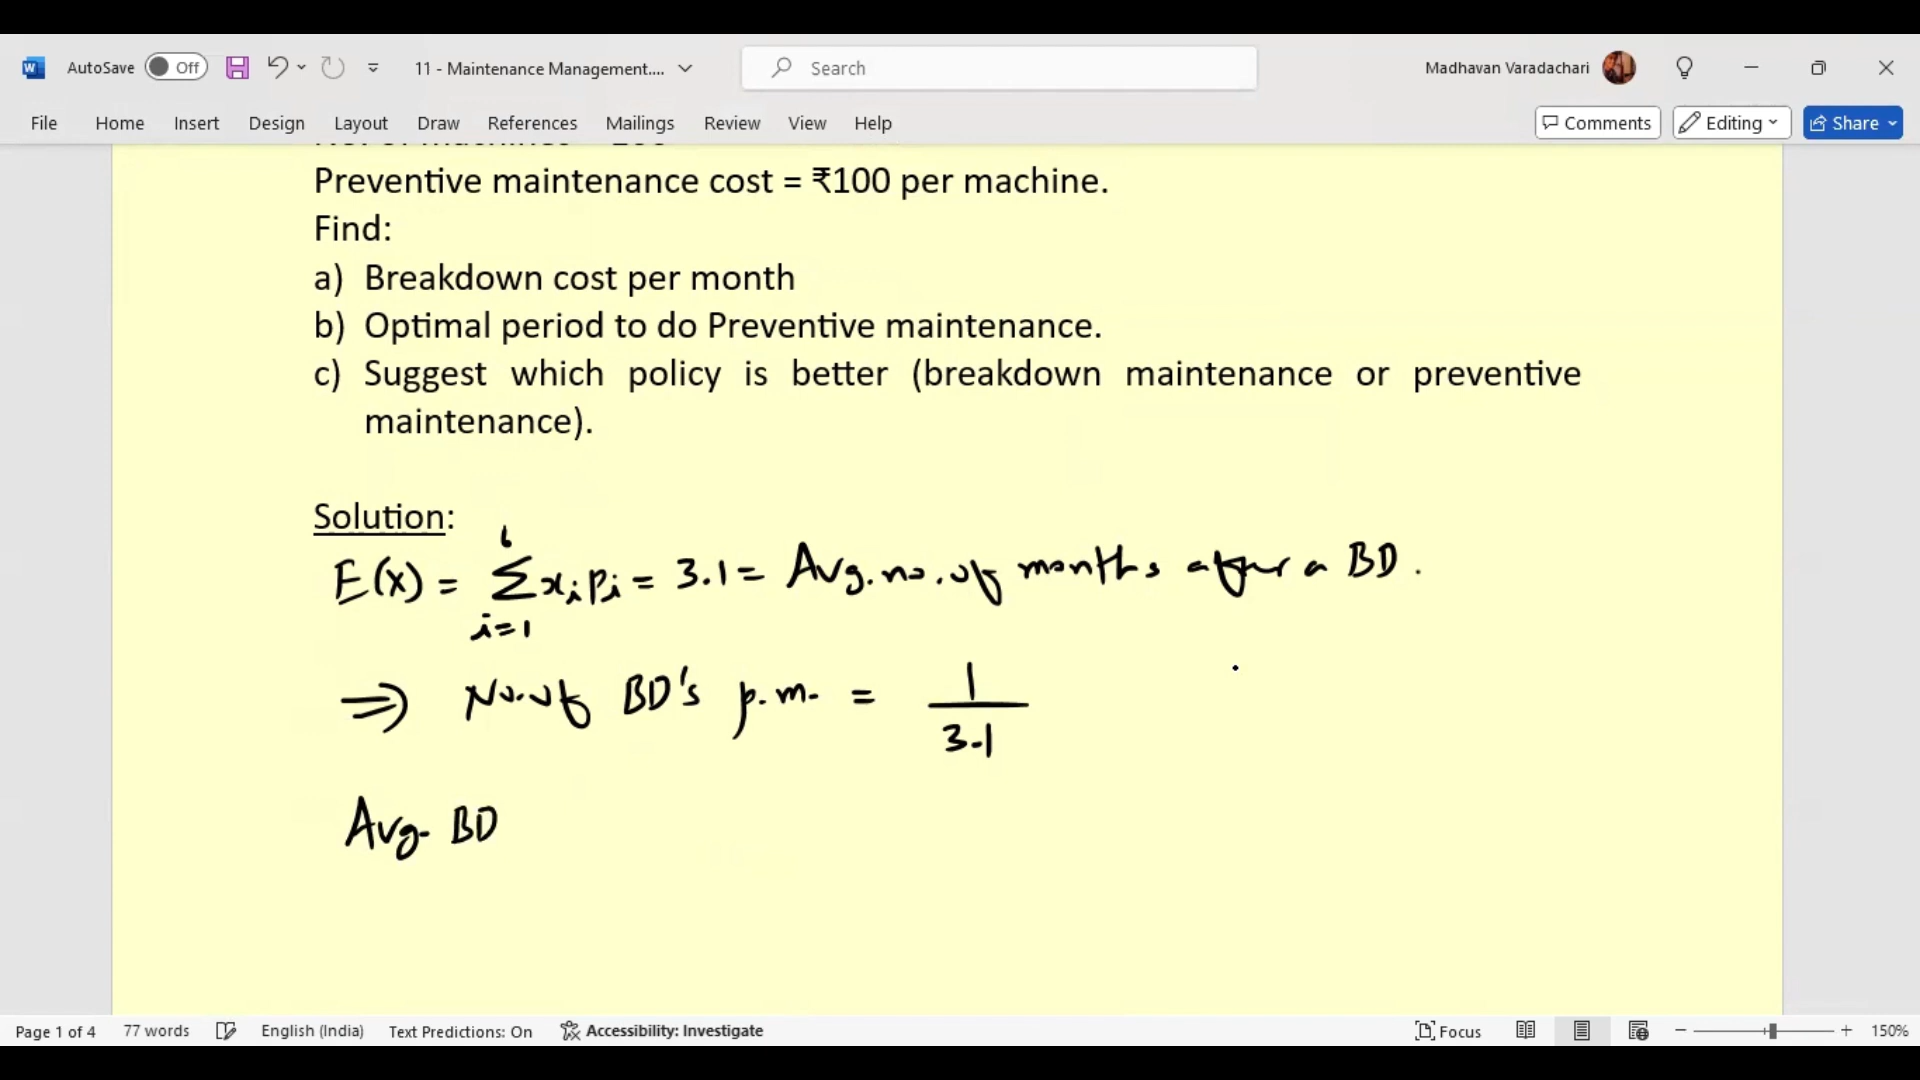 AutoSave Off 11 - Maintenance Management.... Search Madhavan Varadachari
File Home Insert Design Layout Draw References Mailings Review View Help Comments Editing Share
Preventive maintenance cost = ₹100 per machine.
Find:
a) Breakdown cost per month
b) Optimal period to do Preventive maintenance.
c) Suggest which policy is better (breakdown maintenance or preventive
maintenance).
Solution:
E(x) = 6∑i=1 xi pi = 3.1 = Avg. no. of months after a BD.
⇒ No. of BD's p.m. = 1/3.1
Avg. BD
Page 1 of 4 77 words English (India) Text Predictions: On Accessibility: Investigate Focus 150%